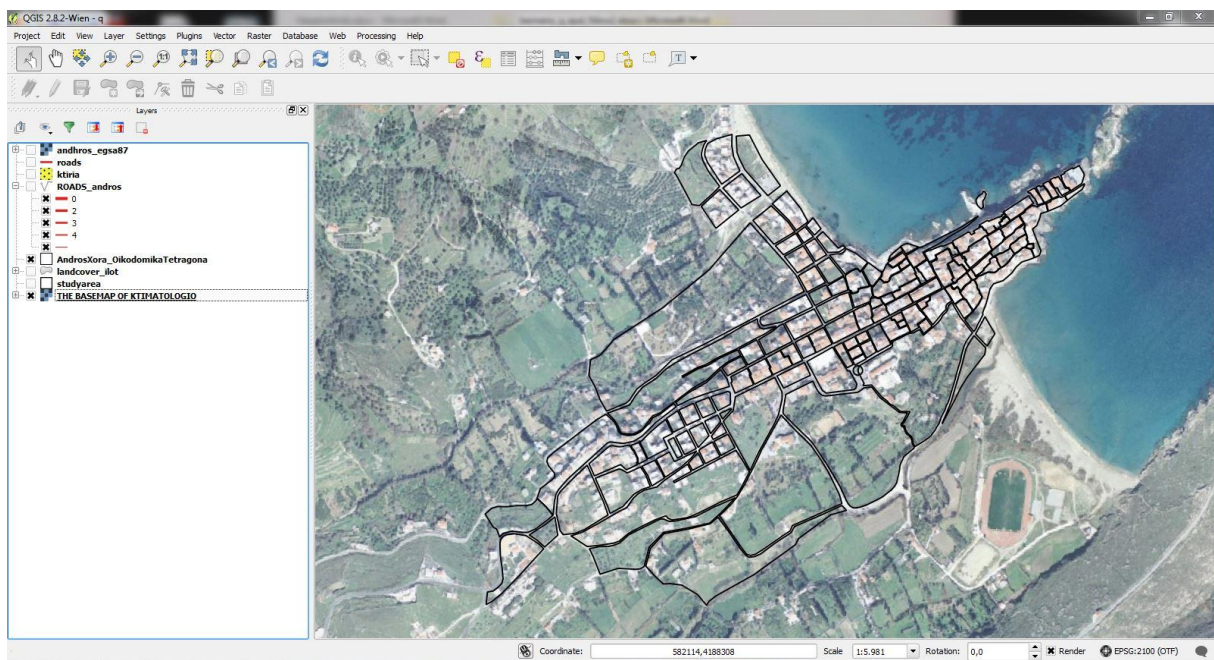 QGIS 2.8.2-Wien - q
Project Edit View Layer Settings Plugins Vector Raster Database Web Processing Help
Layers
andhros_egsa87
roads
ktiria
ROADS_andros
0
2
3
4
AndrosXora_OikodomikaTetragona
landcover_ilot
studyarea
THE BASEMAP OF KTIMATOLOGIO
Coordinate: 582114,4188308 Scale 1:5.981 Rotation: 0,0 Render EPSG:2100 (OTF)